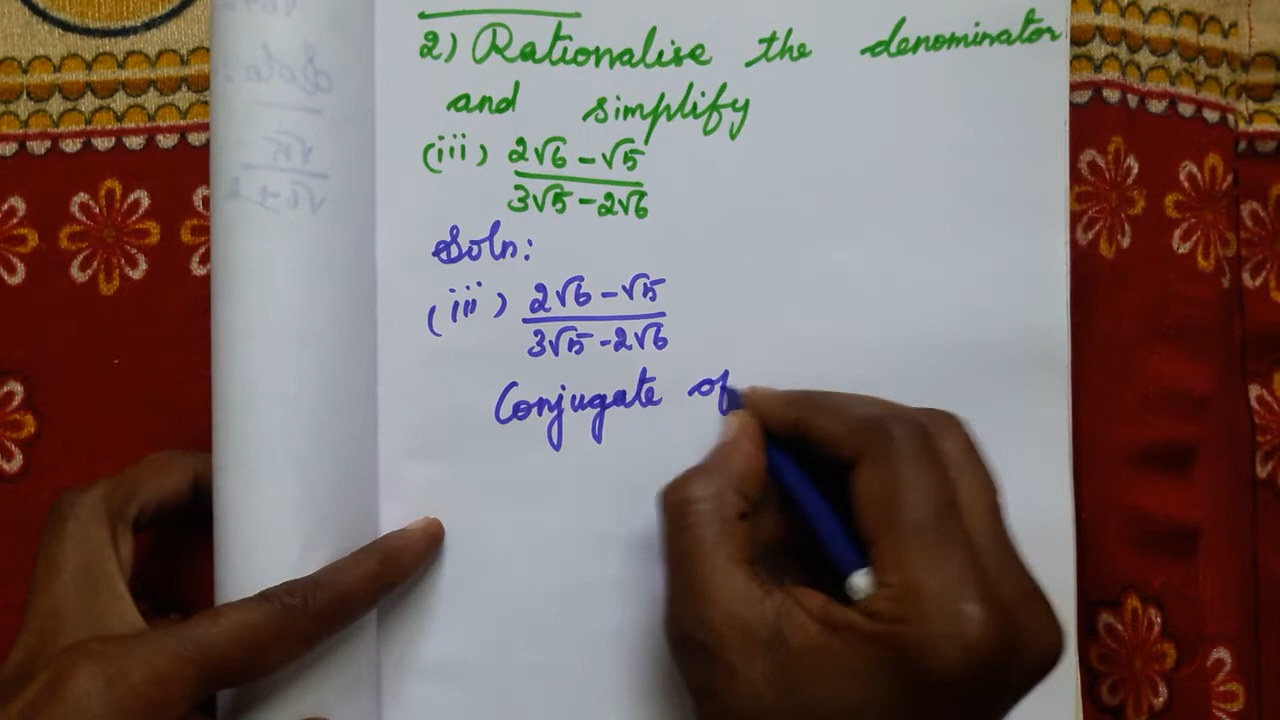 2) Rationalise the denominator
and simplify
(iii) 2√6 - √5
3√5 - 2√6
Soln:
(iii) 2√6 - √5
3√5 - 2√6
Conjugate of